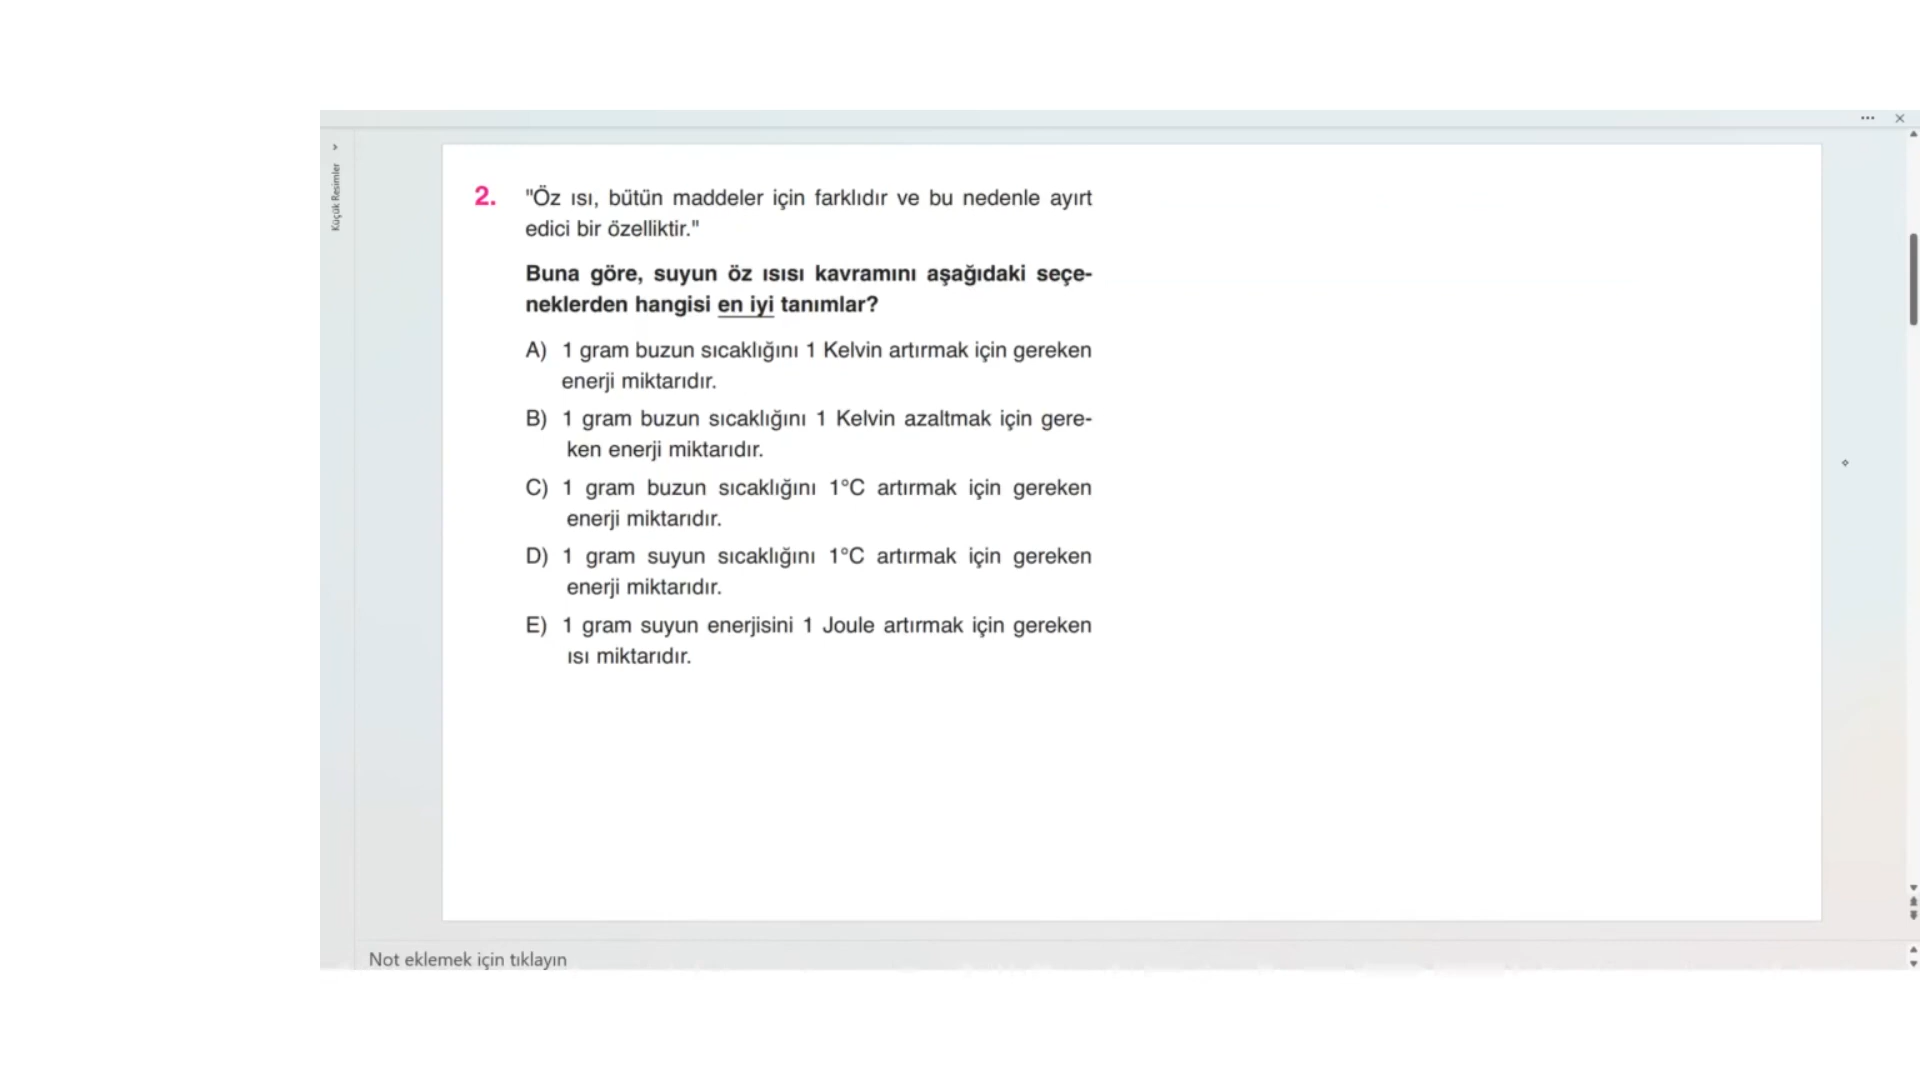 Küçük Resimler
2. "Öz ısı, bütün maddeler için farklıdır ve bu nedenle ayırt
edici bir özelliktir."
Buna göre, suyun öz ısısı kavramını aşağıdaki seçe-
neklerden hangisi en iyi tanımlar?
A) 1 gram buzun sıcaklığını 1 Kelvin artırmak için gereken
enerji miktarıdır.
B) 1 gram buzun sıcaklığını 1 Kelvin azaltmak için gere-
ken enerji miktarıdır.
C) 1 gram buzun sıcaklığını 1°C artırmak için gereken
enerji miktarıdır.
D) 1 gram suyun sıcaklığını 1°C artırmak için gereken
enerji miktarıdır.
E) 1 gram suyun enerjisini 1 Joule artırmak için gereken
ısı miktarıdır.
Not eklemek için tıklayın